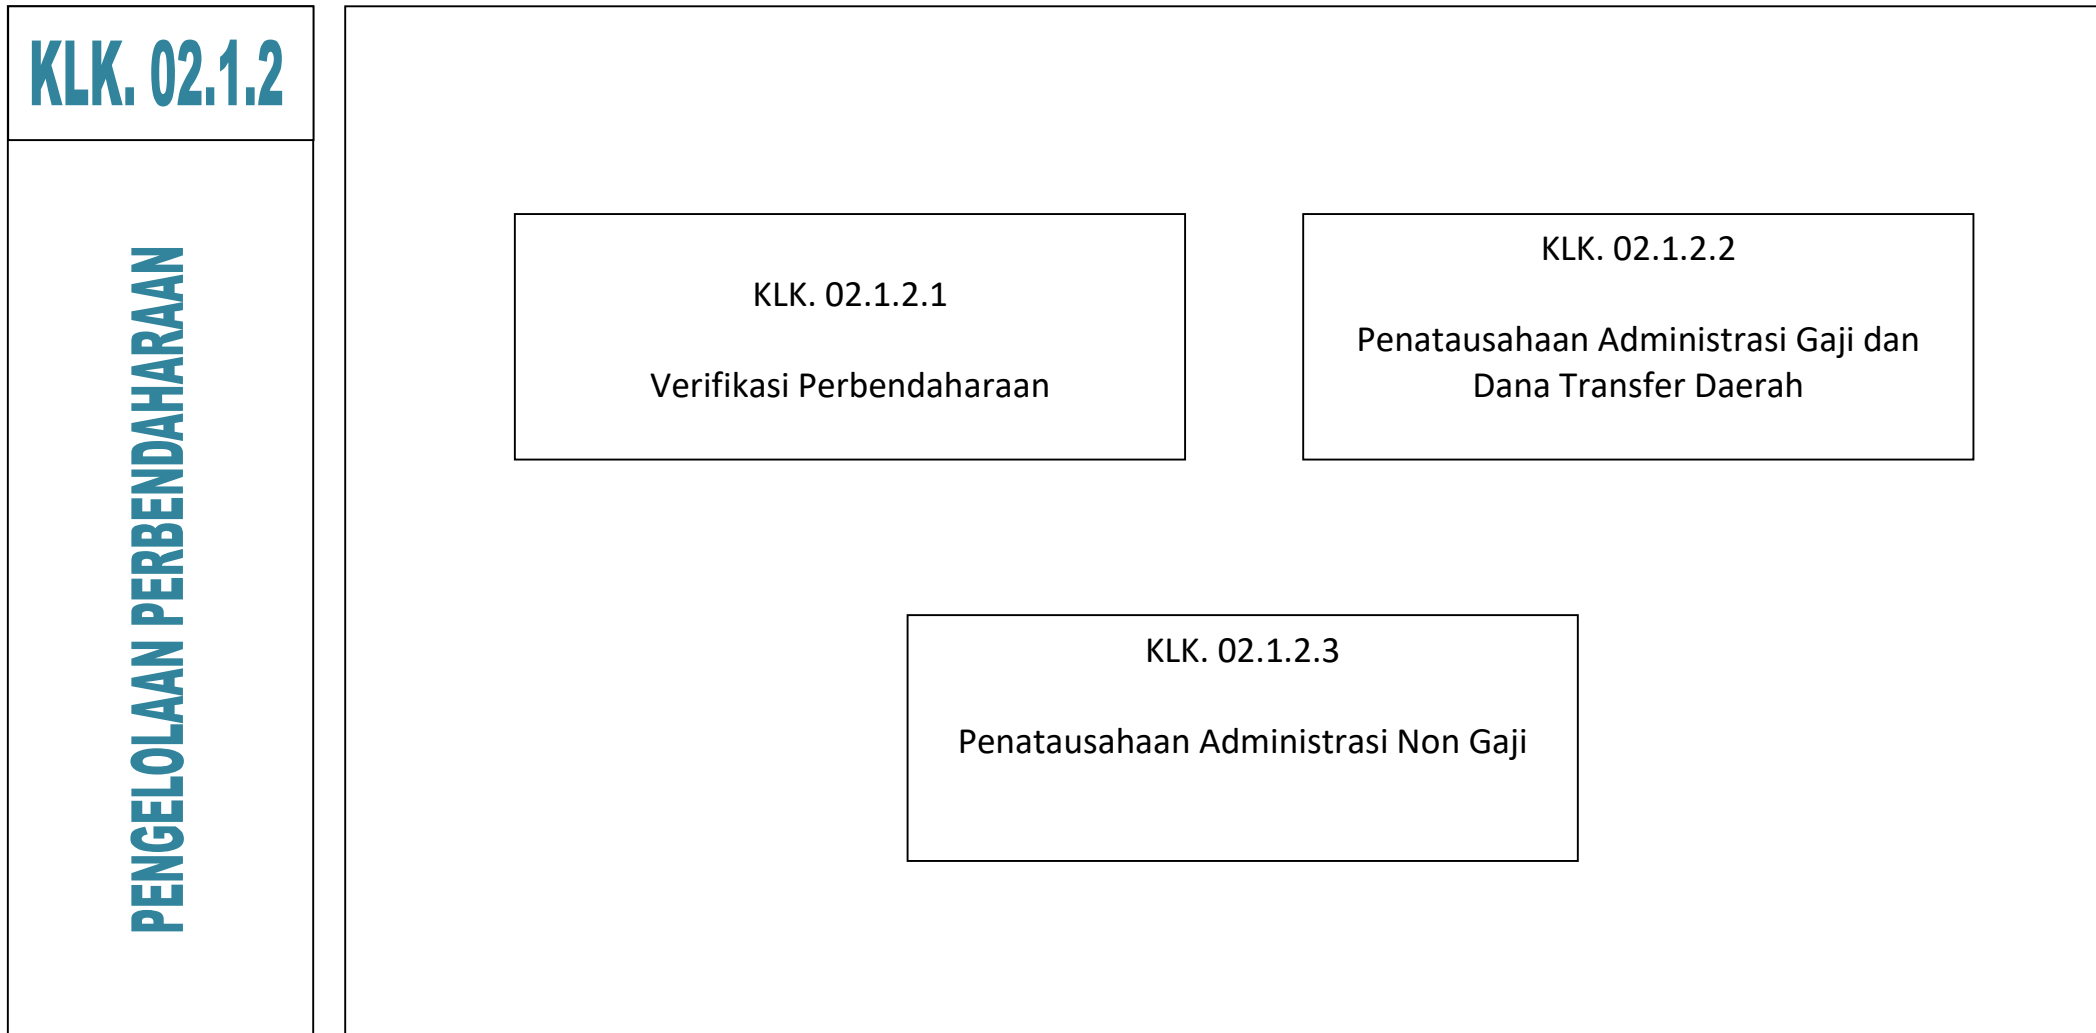 KLK. 02.1.2
PENGELOLAAN PERBENDAHARAAN
KLK. 02.1.2.1
Verifikasi Perbendaharaan
KLK. 02.1.2.2
Penatausahaan Administrasi Gaji dan
Dana Transfer Daerah
KLK. 02.1.2.3
Penatausahaan Administrasi Non Gaji